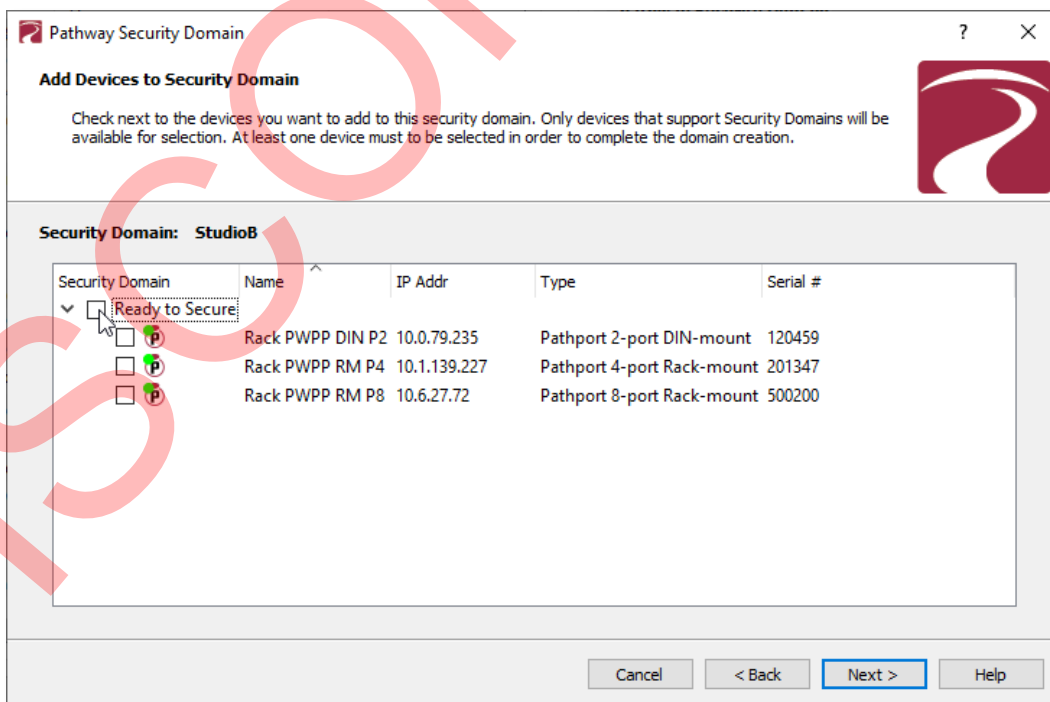 Pathway Security Domain ? ×
Add Devices to Security Domain
Check next to the devices you want to add to this security domain. Only devices that support Security Domains will be
available for selection. At least one device must to be selected in order to complete the domain creation.
Security Domain: StudioB
Security Domain Name IP Addr Type Serial #
Ready to Secure
Rack PWPP DIN P2 10.0.79.235 Pathport 2-port DIN-mount 120459
Rack PWPP RM P4 10.1.139.227 Pathport 4-port Rack-mount 201347
Rack PWPP RM P8 10.6.27.72 Pathport 8-port Rack-mount 500200
Cancel < Back Next > Help